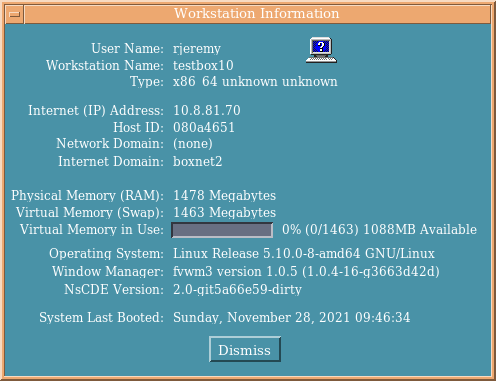 Workstation Information
User Name: rjeremy
Workstation Name: testbox10
Type: x86_64 unknown unknown
Internet (IP) Address: 10.8.81.70
Host ID: 080a4651
Network Domain: (none)
Internet Domain: boxnet2
Physical Memory (RAM): 1478 Megabytes
Virtual Memory (Swap): 1463 Megabytes
Virtual Memory in Use: 0% (0/1463) 1088MB Available
Operating System: Linux Release 5.10.0-8-amd64 GNU/Linux
Window Manager: fvwm3 version 1.0.5 (1.0.4-16-g3663d42d)
NsCDE Version: 2.0-git5a66e59-dirty
System Last Booted: Sunday, November 28, 2021 09:46:34
Dismiss